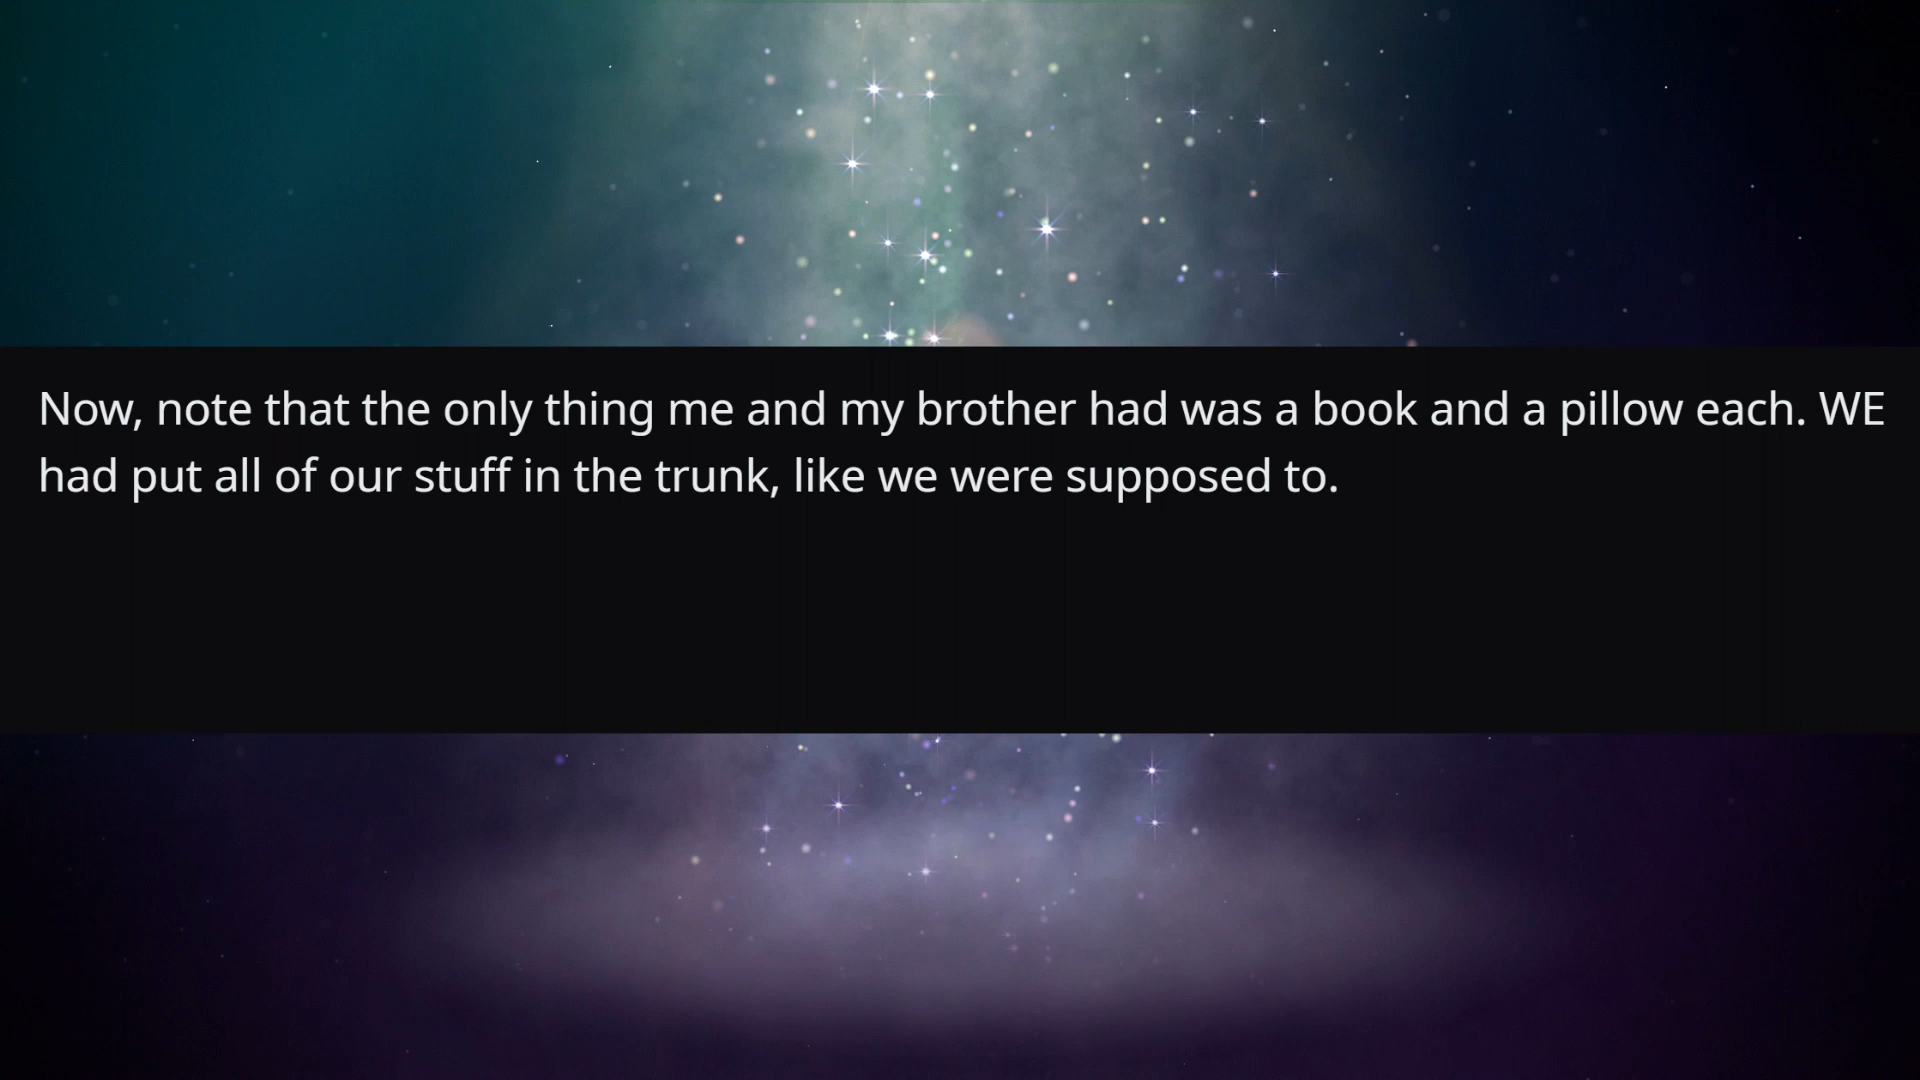 Now, note that the only thing me and my brother had was a book and a pillow each. WE
had put all of our stuff in the trunk, like we were supposed to.